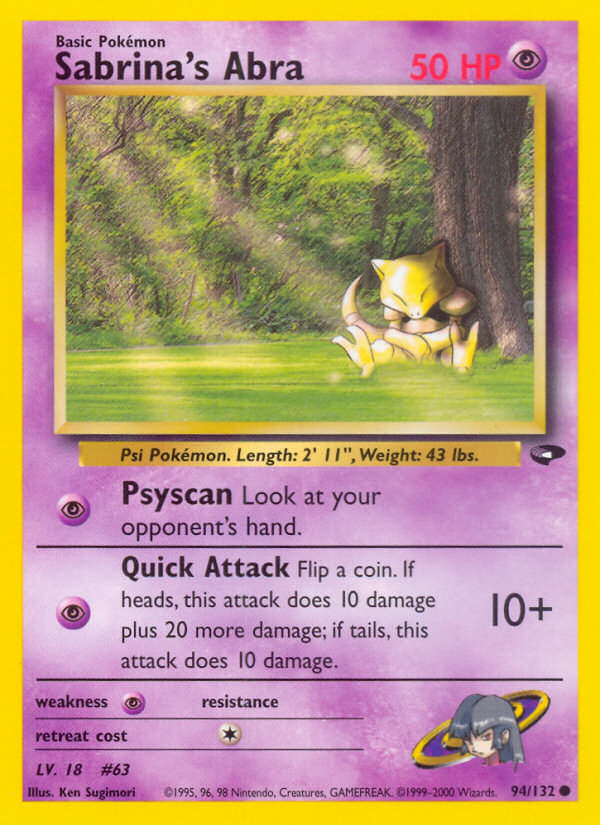 Basic Pokémon
Sabrina's Abra 50 HP
Psi Pokémon. Length: 2' 11", Weight: 43 lbs.
Psyscan Look at your
opponent's hand.
Quick Attack Flip a coin. If
heads, this attack does 10 damage
plus 20 more damage; if tails, this
attack does 10 damage.
10+
weakness resistance
retreat cost
LV. 18 #63
Illus. Ken Sugimori ©1995, 96, 98 Nintendo, Creatures, GAMEFREAK. ©1999-2000 Wizards. 94/132